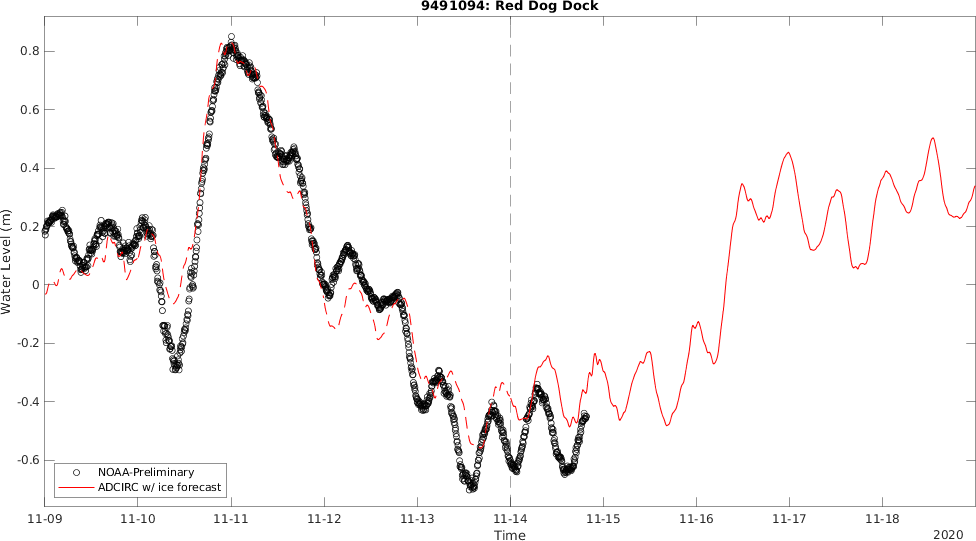 9491094: Red Dog Dock
Water Level (m)
0.8
0.6
0.4
0.2
0
-0.2
-0.4
-0.6
NOAA-Preliminary
ADCIRC w/ ice forecast
11-09 11-10 11-11 11-12 11-13 11-14 11-15 11-16 11-17 11-18
Time
2020